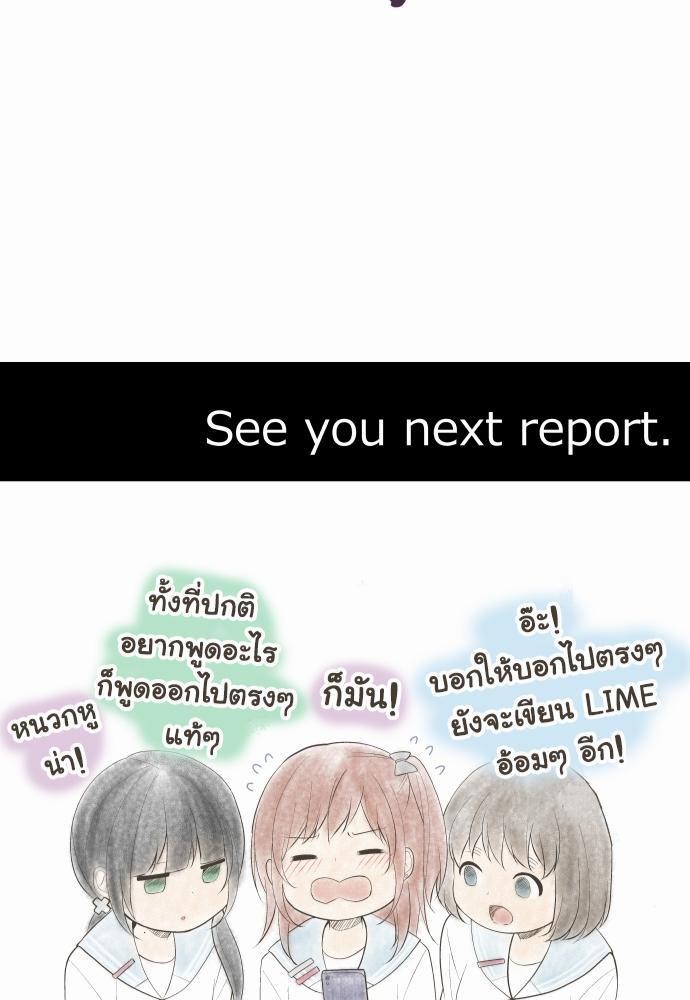 See you next report.
ทั้งที่ปกติ
อยากพูดอะไร
ก็พูดออกไปตรงๆ
แท้ๆ
หนวกหู
น่า!
ก็มัน!
อ๊ะ!
บอกให้บอกไปตรงๆ
ยังจะเขียน LIME
อ้อมๆ อีก!